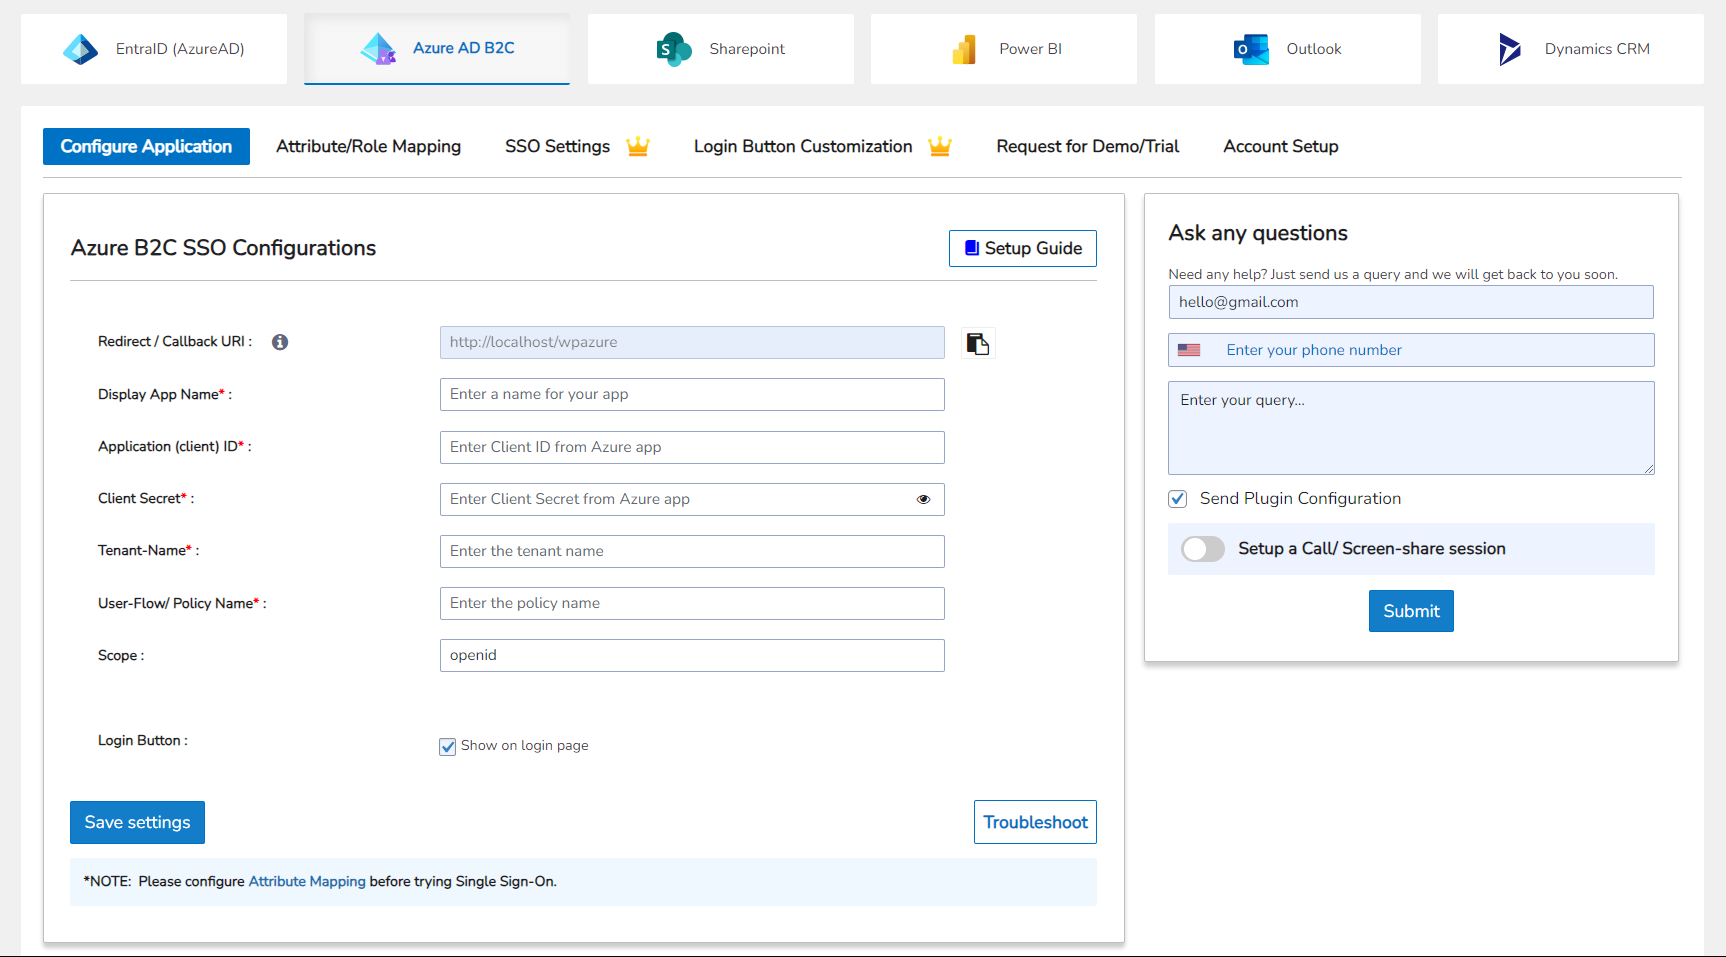 EntraID (AzureAD)
Azure AD B2C
Sharepoint
Power BI
Outlook
Dynamics CRM
Configure Application
Attribute/Role Mapping
SSO Settings
Login Button Customization
Request for Demo/Trial
Account Setup
Azure B2C SSO Configurations
Setup Guide
Redirect / Callback URI :
http://localhost/wpazure
Display App Name* :
Enter a name for your app
Application (client) ID* :
Enter Client ID from Azure app
Client Secret* :
Enter Client Secret from Azure app
Tenant-Name* :
Enter the tenant name
User-Flow/ Policy Name* :
Enter the policy name
Scope :
openid
Login Button :
Show on login page
Save settings
Troubleshoot
*NOTE: Please configure Attribute Mapping before trying Single Sign-On.
Ask any questions
Need any help? Just send us a query and we will get back to you soon.
hello@gmail.com
Enter your phone number
Enter your query...
Send Plugin Configuration
Setup a Call/ Screen-share session
Submit